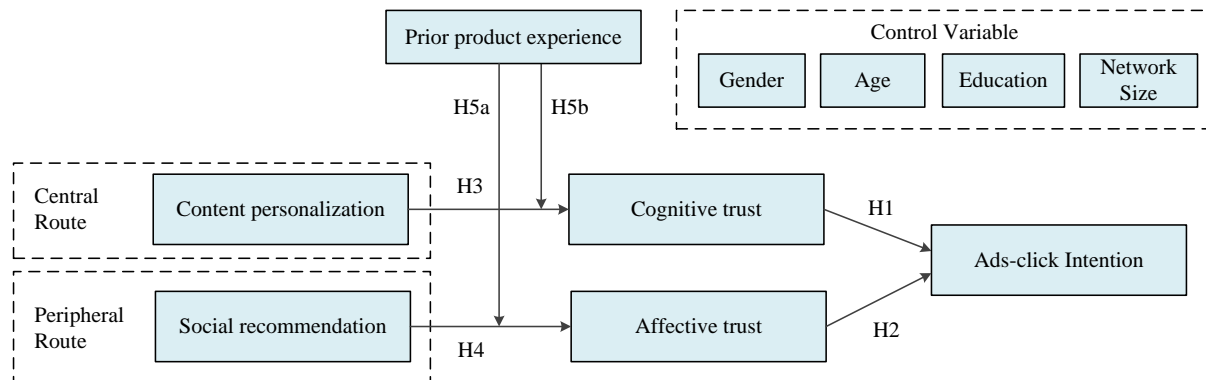 Prior product experience
Control Variable
Gender
Age
Education
Network
Size
H5a
H5b
Central
Route
Content personalization
H3
Cognitive trust
H1
Ads-click Intention
Peripheral
Route
Social recommendation
H4
Affective trust
H2